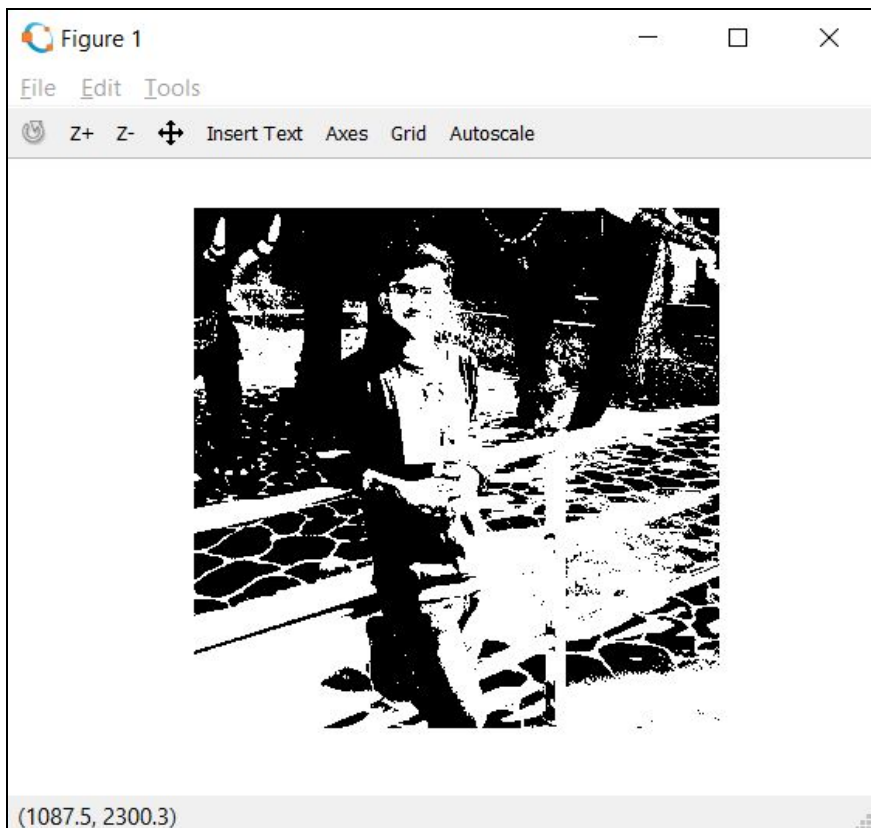 Figure 1
File Edit Tools
Z+ Z- Insert Text Axes Grid Autoscale
(1087.5, 2300.3)